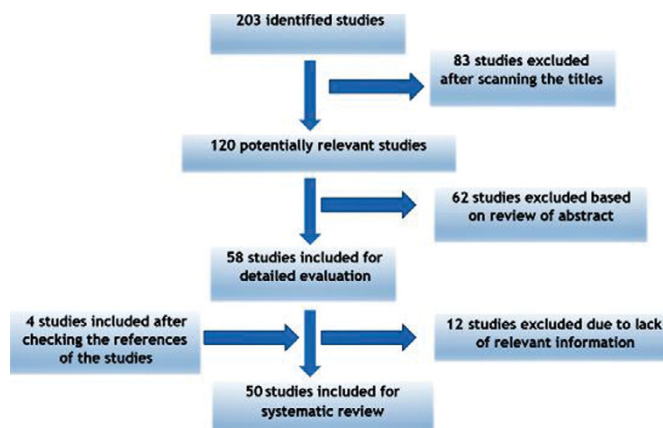 203 identified studies
83 studies excluded
after scanning the titles
120 potentially relevant studies
62 studies excluded based
on review of abstract
58 studies included for
detailed evaluation
4 studies included after
checking the references
of the studies
12 studies excluded due to lack
of relevant information
50 studies included for
systematic review